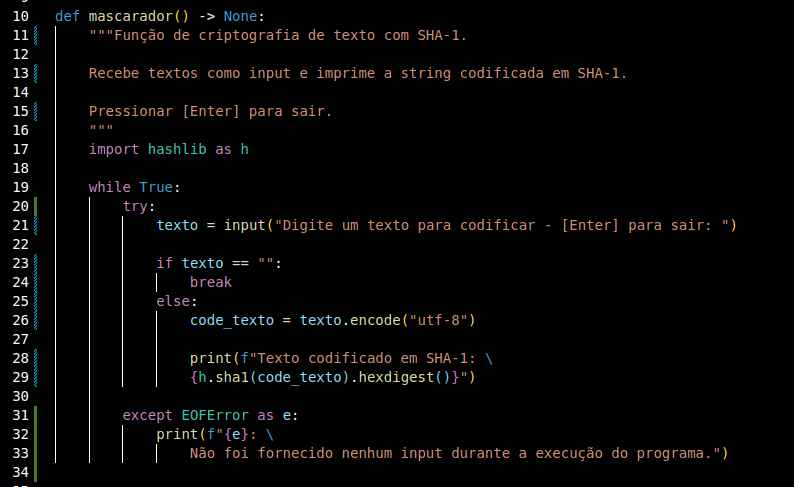 10 def mascarador() -> None:
11     """Função de criptografia de texto com SHA-1.
12
13     Recebe textos como input e imprime a string codificada em SHA-1.
14
15     Pressionar [Enter] para sair.
16     """
17     import hashlib as h
18
19     while True:
20         try:
21             texto = input("Digite um texto para codificar - [Enter] para sair: ")
22
23             if texto == "":
24                 break
25             else:
26                 code_texto = texto.encode("utf-8")
27
28                 print(f"Texto codificado em SHA-1: \
29                 {h.sha1(code_texto).hexdigest()}")
30
31         except EOFError as e:
32             print(f"{e}: \
33                 Não foi fornecido nenhum input durante a execução do programa.")
34